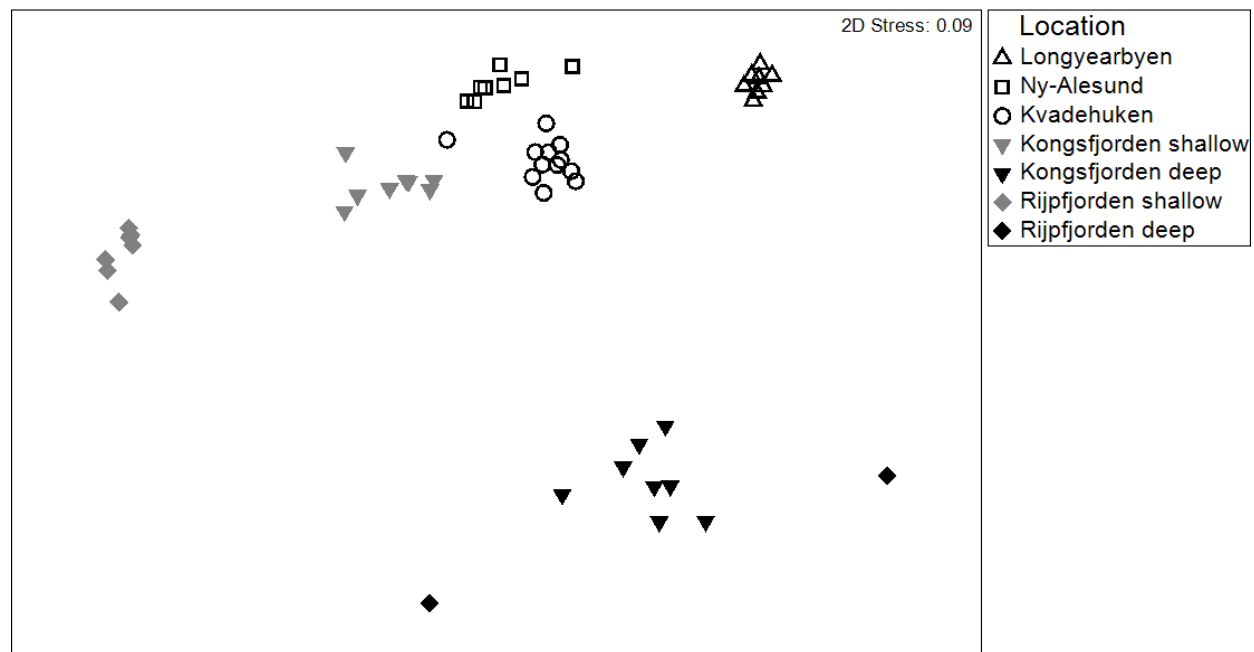 2D Stress: 0.09
Location
Longyearbyen
Ny-Alesund
Kvadehuken
Kongsfjorden shallow
Kongsfjorden deep
Rijpfjorden shallow
Rijpfjorden deep